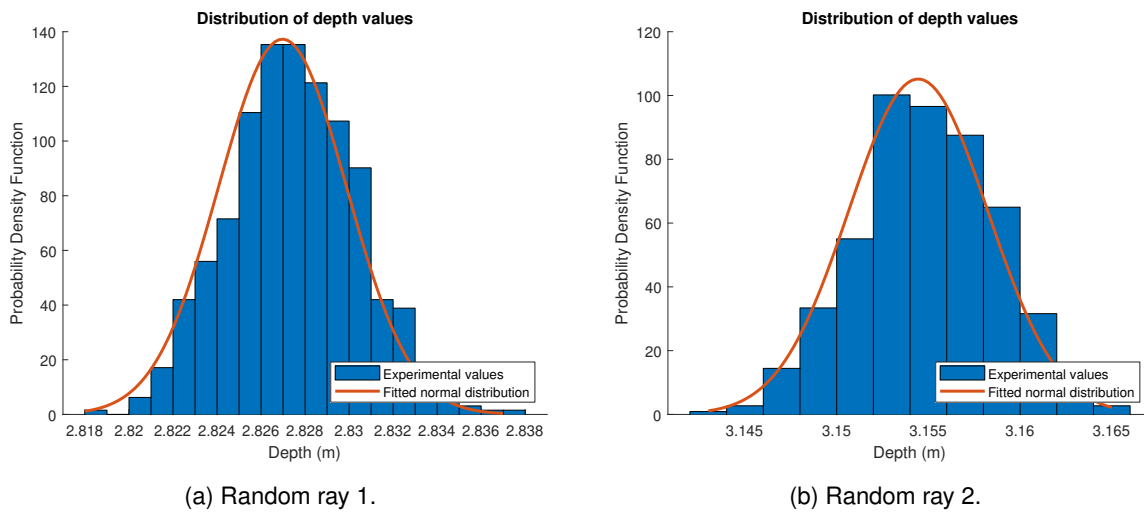 Distribution of depth values
140
120
100
80
60
40
20
0
Probability Density Function
2.818 2.82 2.822 2.824 2.826 2.828 2.83 2.832 2.834 2.836 2.838
Depth (m)
Experimental values
Fitted normal distribution
(a) Random ray 1.
Distribution of depth values
120
100
80
60
40
20
0
Probability Density Function
3.145 3.15 3.155 3.16 3.165
Depth (m)
Experimental values
Fitted normal distribution
(b) Random ray 2.